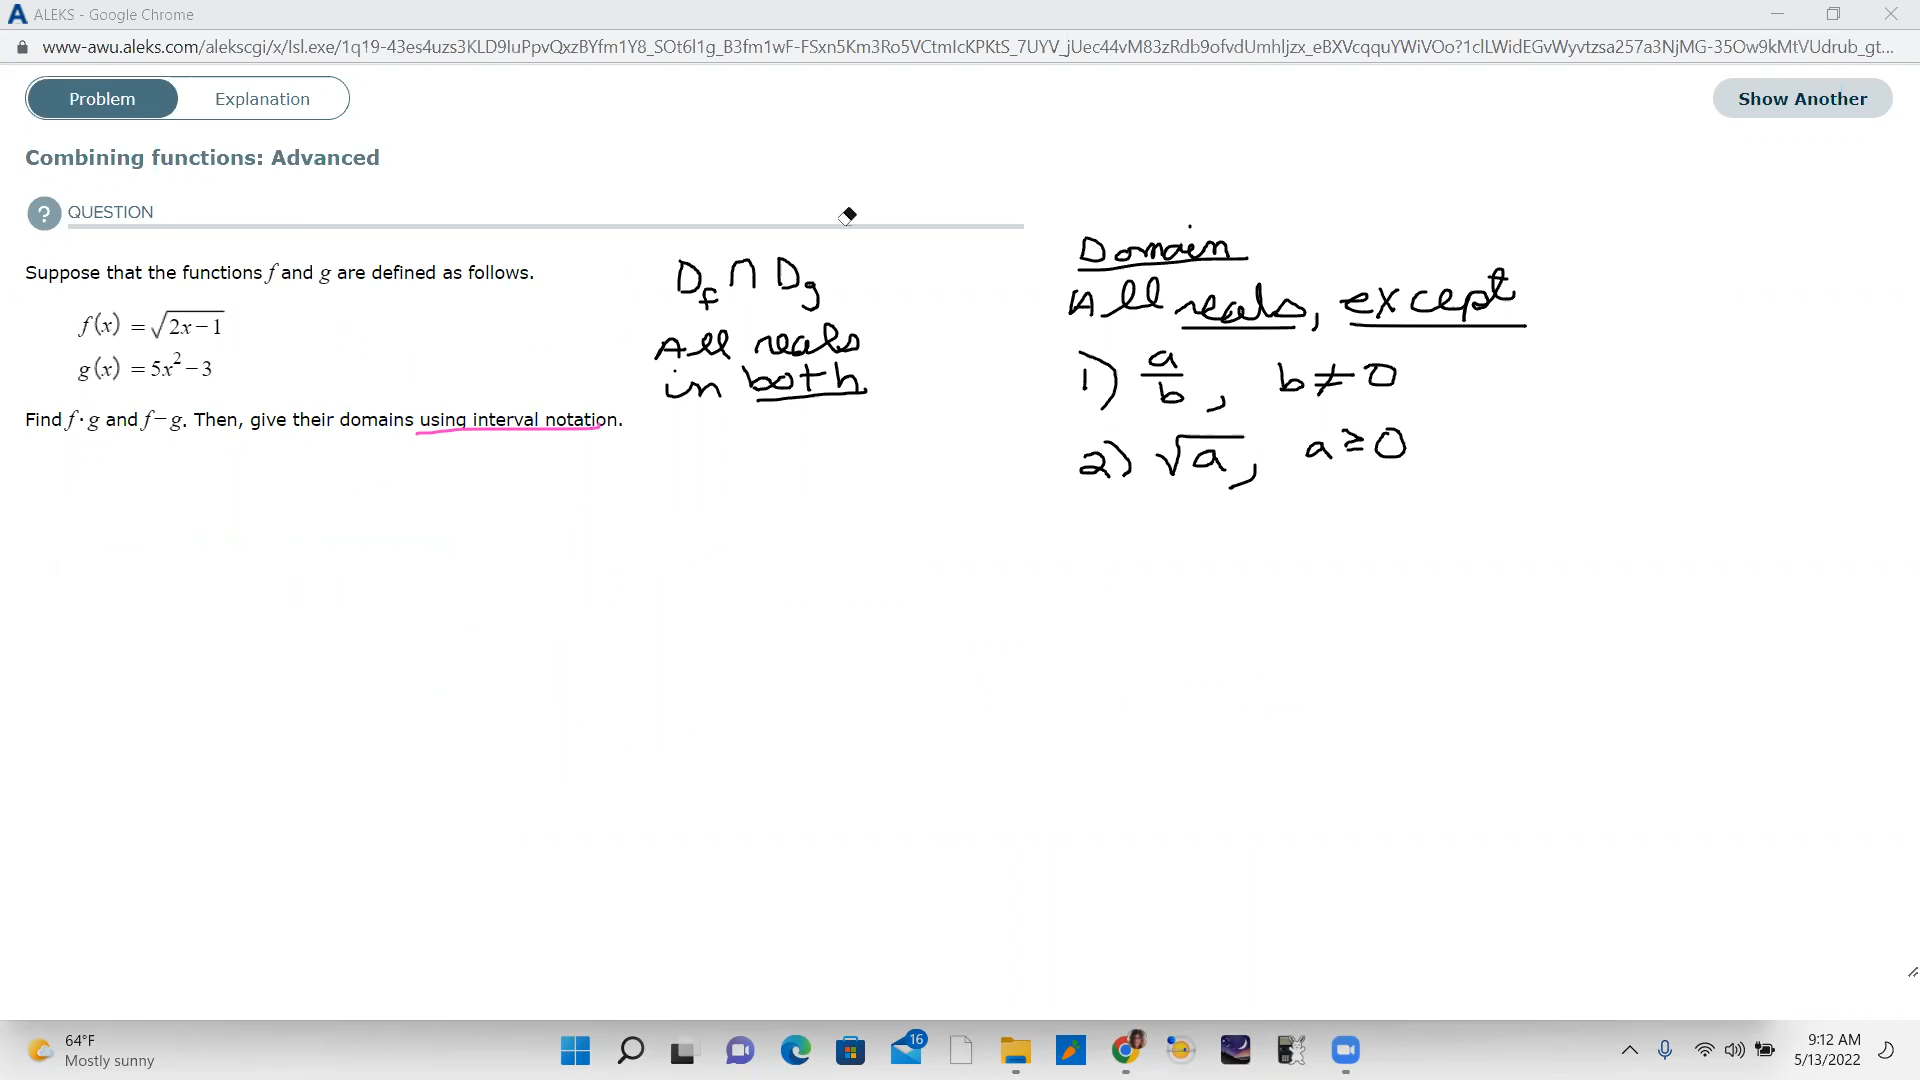 ALEKS - Google Chrome
www-awu.aleks.com/alekscgi/x/Isl.exe/1q19-43es4uzs3KLD9IuPpvQxzBYfm1Y8_SOt6l1g_B3fm1wF-FSxn5Km3Ro5VCtmIcKPKtS_7UYV_jUec44vM83zRdb9ofvdUmhljzx_eBXVcqquYWiVOo?1clLWidEGvWyvtzsa257a3NjMG-35Ow9kMtVUdrub_gt...
Problem Explanation Show Another
Combining functions: Advanced
? QUESTION
Suppose that the functions f and g are defined as follows.
f(x) = √2x−1
g(x) = 5x² − 3
Find f·g and f−g. Then, give their domains using interval notation.
Df ∩ Dg
All reals
in both
Domain
All reals, except
1) a/b, b ≠ 0
2) √a, a ≥ 0
64°F
Mostly sunny
16
9:12 AM
5/13/2022